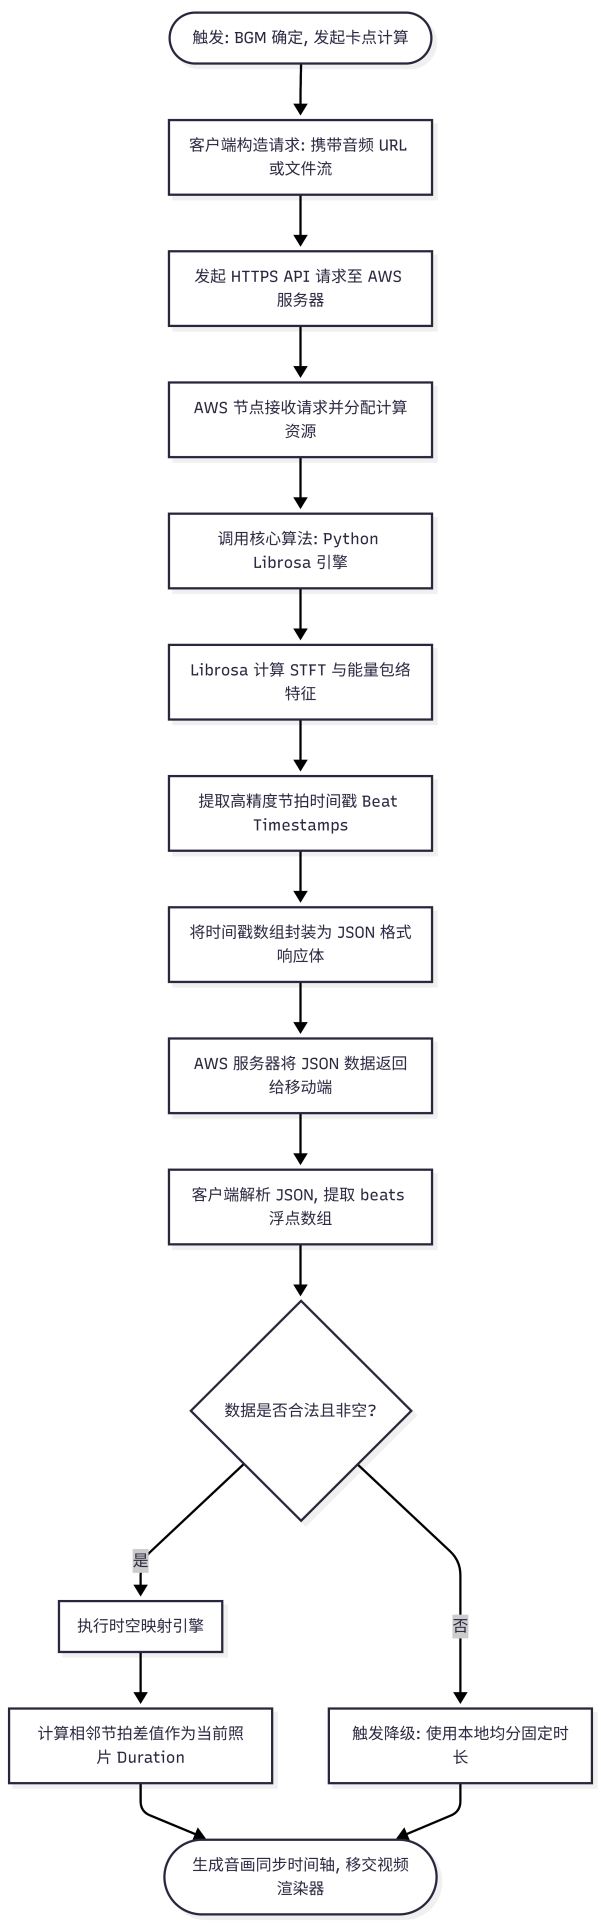 触发: BGM 确定, 发起卡点计算
客户端构造请求: 携带音频 URL
或文件流
发起 HTTPS API 请求至 AWS
服务器
AWS 节点接收请求并分配计算
资源
调用核心算法: Python
Librosa 引擎
Librosa 计算 STFT 与能量包络
特征
提取高精度节拍时间戳 Beat
Timestamps
将时间戳数组封装为 JSON 格式
响应体
AWS 服务器将 JSON 数据返回
给移动端
客户端解析 JSON, 提取 beats
浮点数组
数据是否合法且非空?
是
执行时空映射引擎
否
计算相邻节拍差值作为当前照
片 Duration
触发降级: 使用本地均分固定时
长
生成音画同步时间轴, 移交视频
渲染器